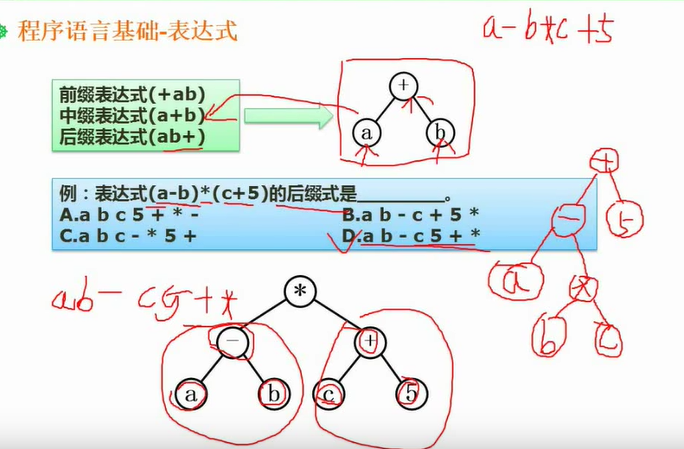 程序语言基础-表达式
a-b*c+5
前缀表达式(+ab)
中缀表达式(a+b)
后缀表达式(ab+)
+
a b
例：表达式(a-b)*(c+5)的后缀式是________。
A.a b c 5 + * -
B.a b - c + 5 *
C.a b c - * 5 +
D.a b - c 5 + *
+
- 5
a *
b c
ab- c5+*
*
- +
a b c 5